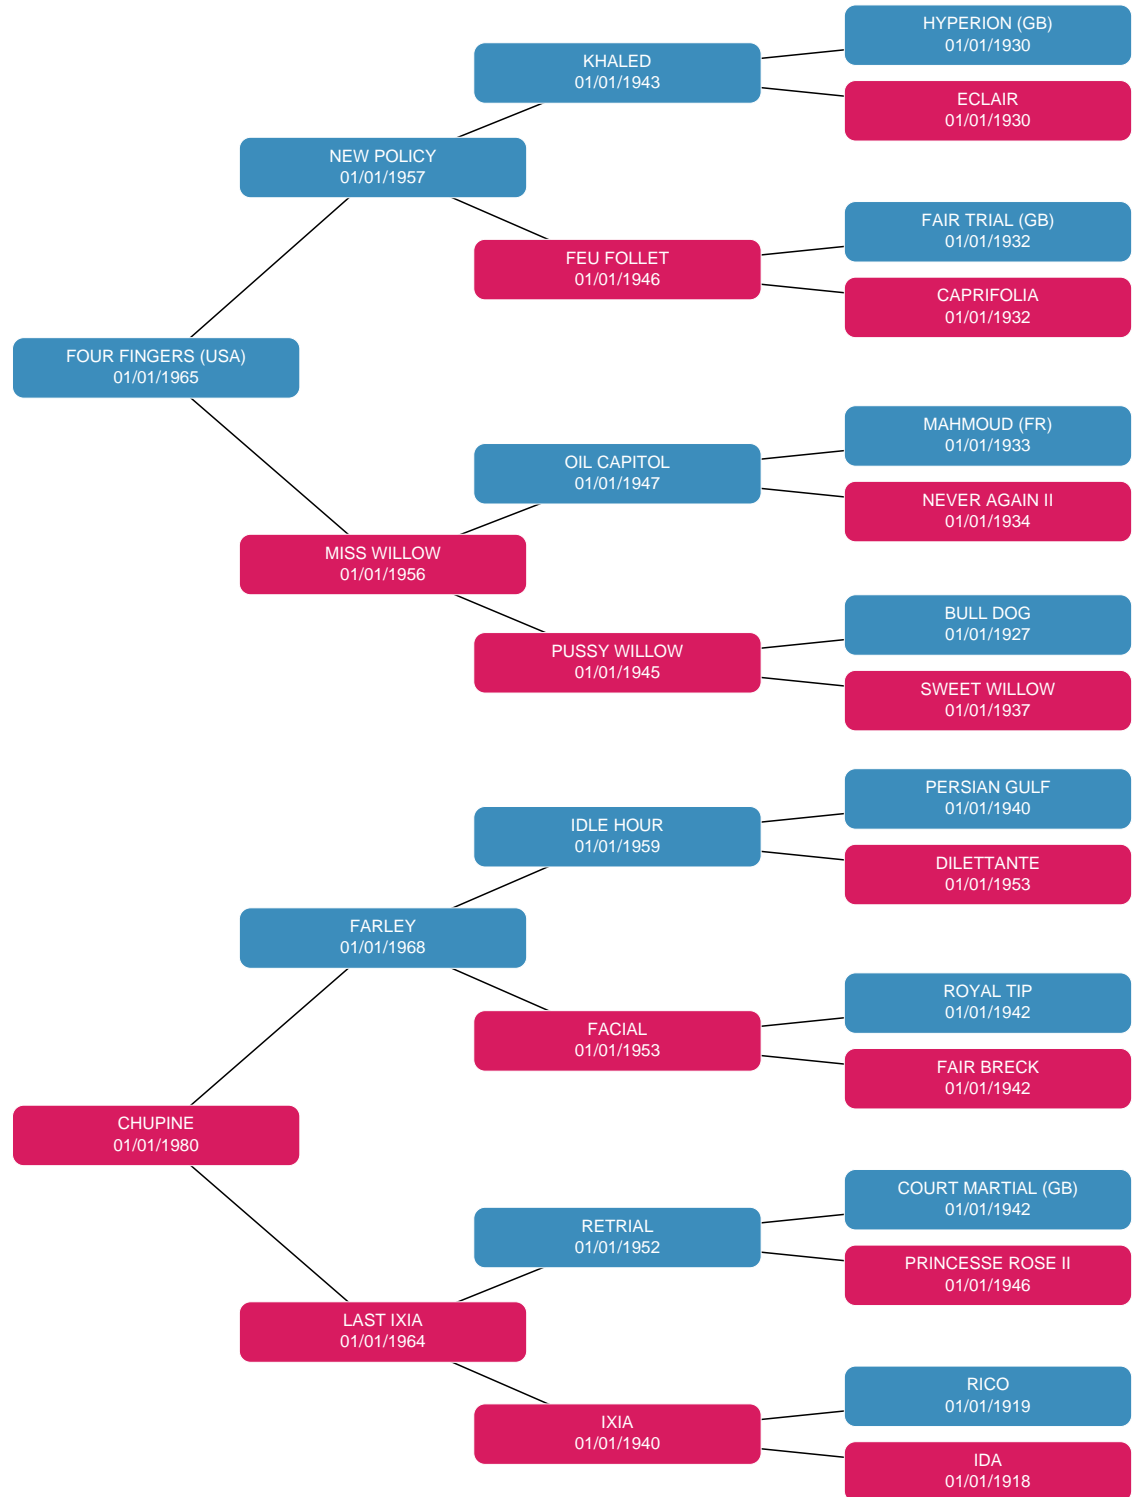 HYPERION (GB)
01/01/1930
KHALED
01/01/1943
ECLAIR
01/01/1930
NEW POLICY
01/01/1957
FAIR TRIAL (GB)
01/01/1932
FEU FOLLET
01/01/1946
CAPRIFOLIA
01/01/1932
FOUR FINGERS (USA)
01/01/1965
MAHMOUD (FR)
01/01/1933
OIL CAPITOL
01/01/1947
NEVER AGAIN II
01/01/1934
MISS WILLOW
01/01/1956
BULL DOG
01/01/1927
PUSSY WILLOW
01/01/1945
SWEET WILLOW
01/01/1937
PERSIAN GULF
01/01/1940
IDLE HOUR
01/01/1959
DILETTANTE
01/01/1953
FARLEY
01/01/1968
ROYAL TIP
01/01/1942
FACIAL
01/01/1953
FAIR BRECK
01/01/1942
CHUPINE
01/01/1980
COURT MARTIAL (GB)
01/01/1942
RETRIAL
01/01/1952
PRINCESSE ROSE II
01/01/1946
LAST IXIA
01/01/1964
RICO
01/01/1919
IXIA
01/01/1940
IDA
01/01/1918